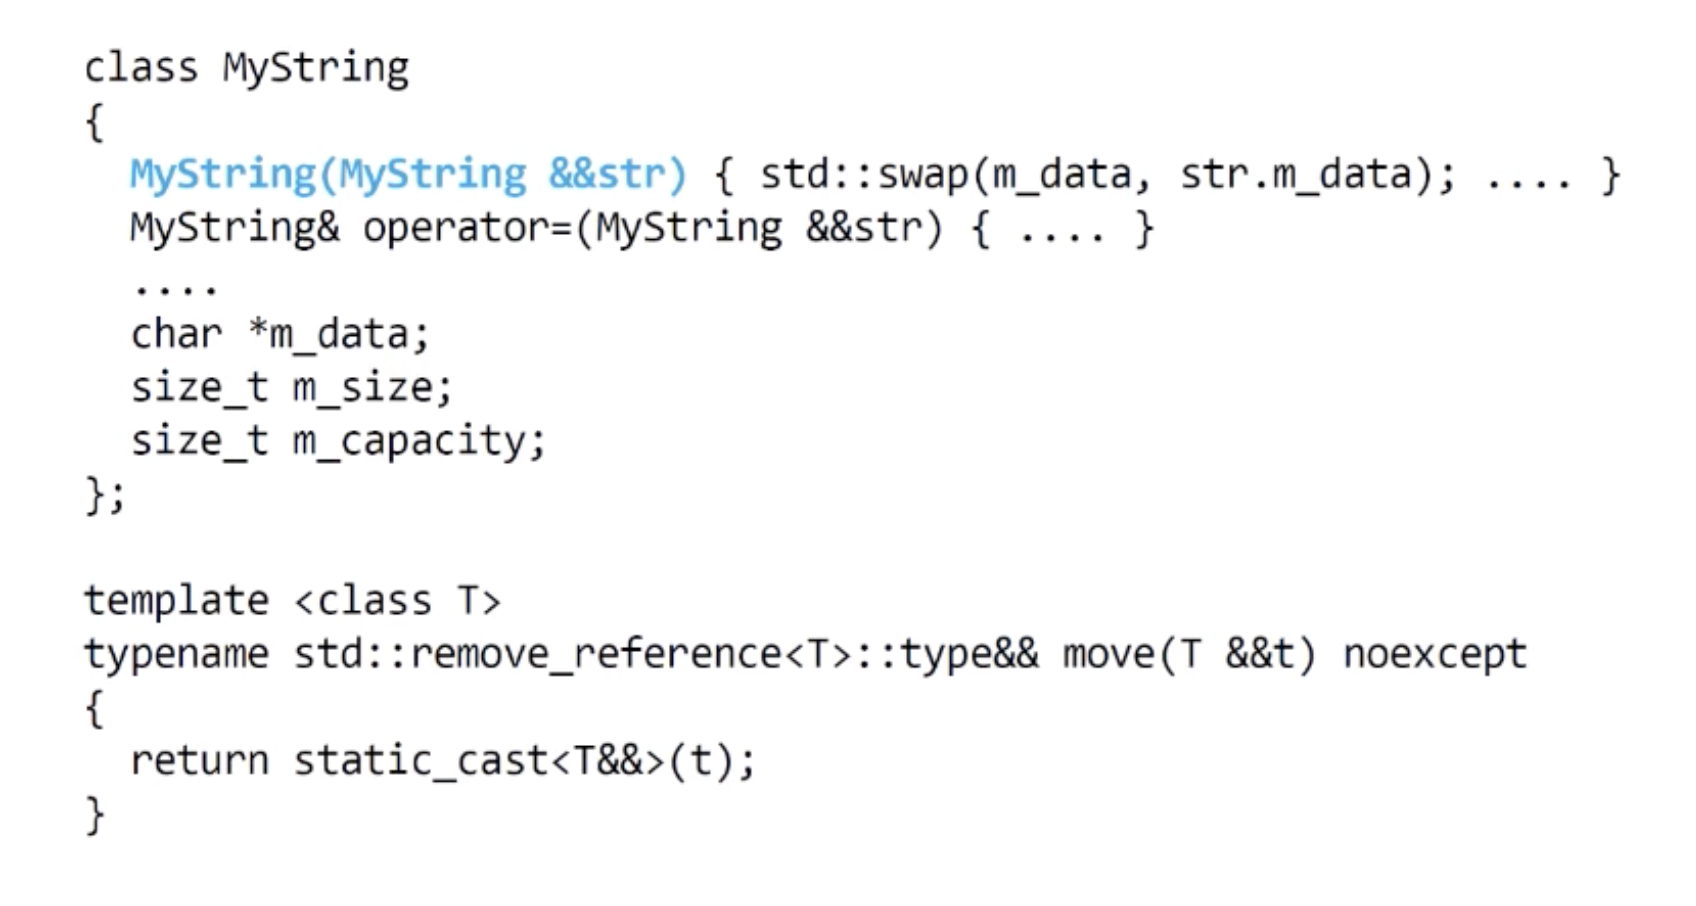 class MyString
{
  MyString(MyString &&str) { std::swap(m_data, str.m_data); .... }
  MyString& operator=(MyString &&str) { .... }
  ....
  char *m_data;
  size_t m_size;
  size_t m_capacity;
};

template <class T>
typename std::remove_reference<T>::type&& move(T &&t) noexcept
{
  return static_cast<T&&>(t);
}